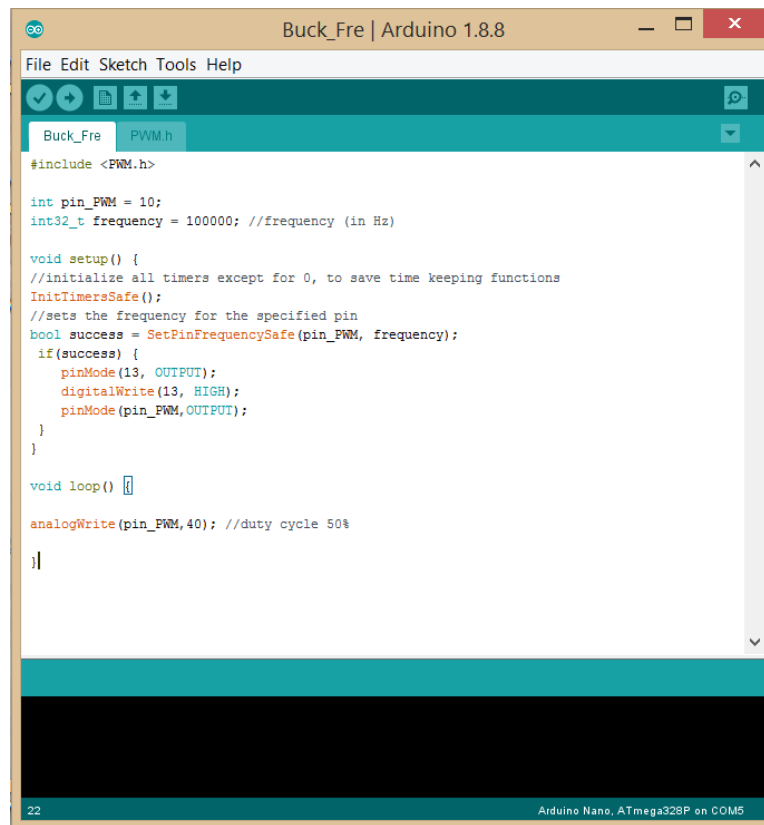 Buck_Fre | Arduino 1.8.8
File Edit Sketch Tools Help
Buck_Fre PWM.h
#include <PWM.h>
int pin_PWM = 10;
int32_t frequency = 100000; //frequency (in Hz)
void setup() {
//initialize all timers except for 0, to save time keeping functions
InitTimersSafe();
//sets the frequency for the specified pin
bool success = SetPinFrequencySafe(pin_PWM, frequency);
if(success) {
pinMode(13, OUTPUT);
digitalWrite(13, HIGH);
pinMode(pin_PWM,OUTPUT);
}
}
void loop() {
analogWrite(pin_PWM,40); //duty cycle 50%
}
22 Arduino Nano, ATmega328P on COM5